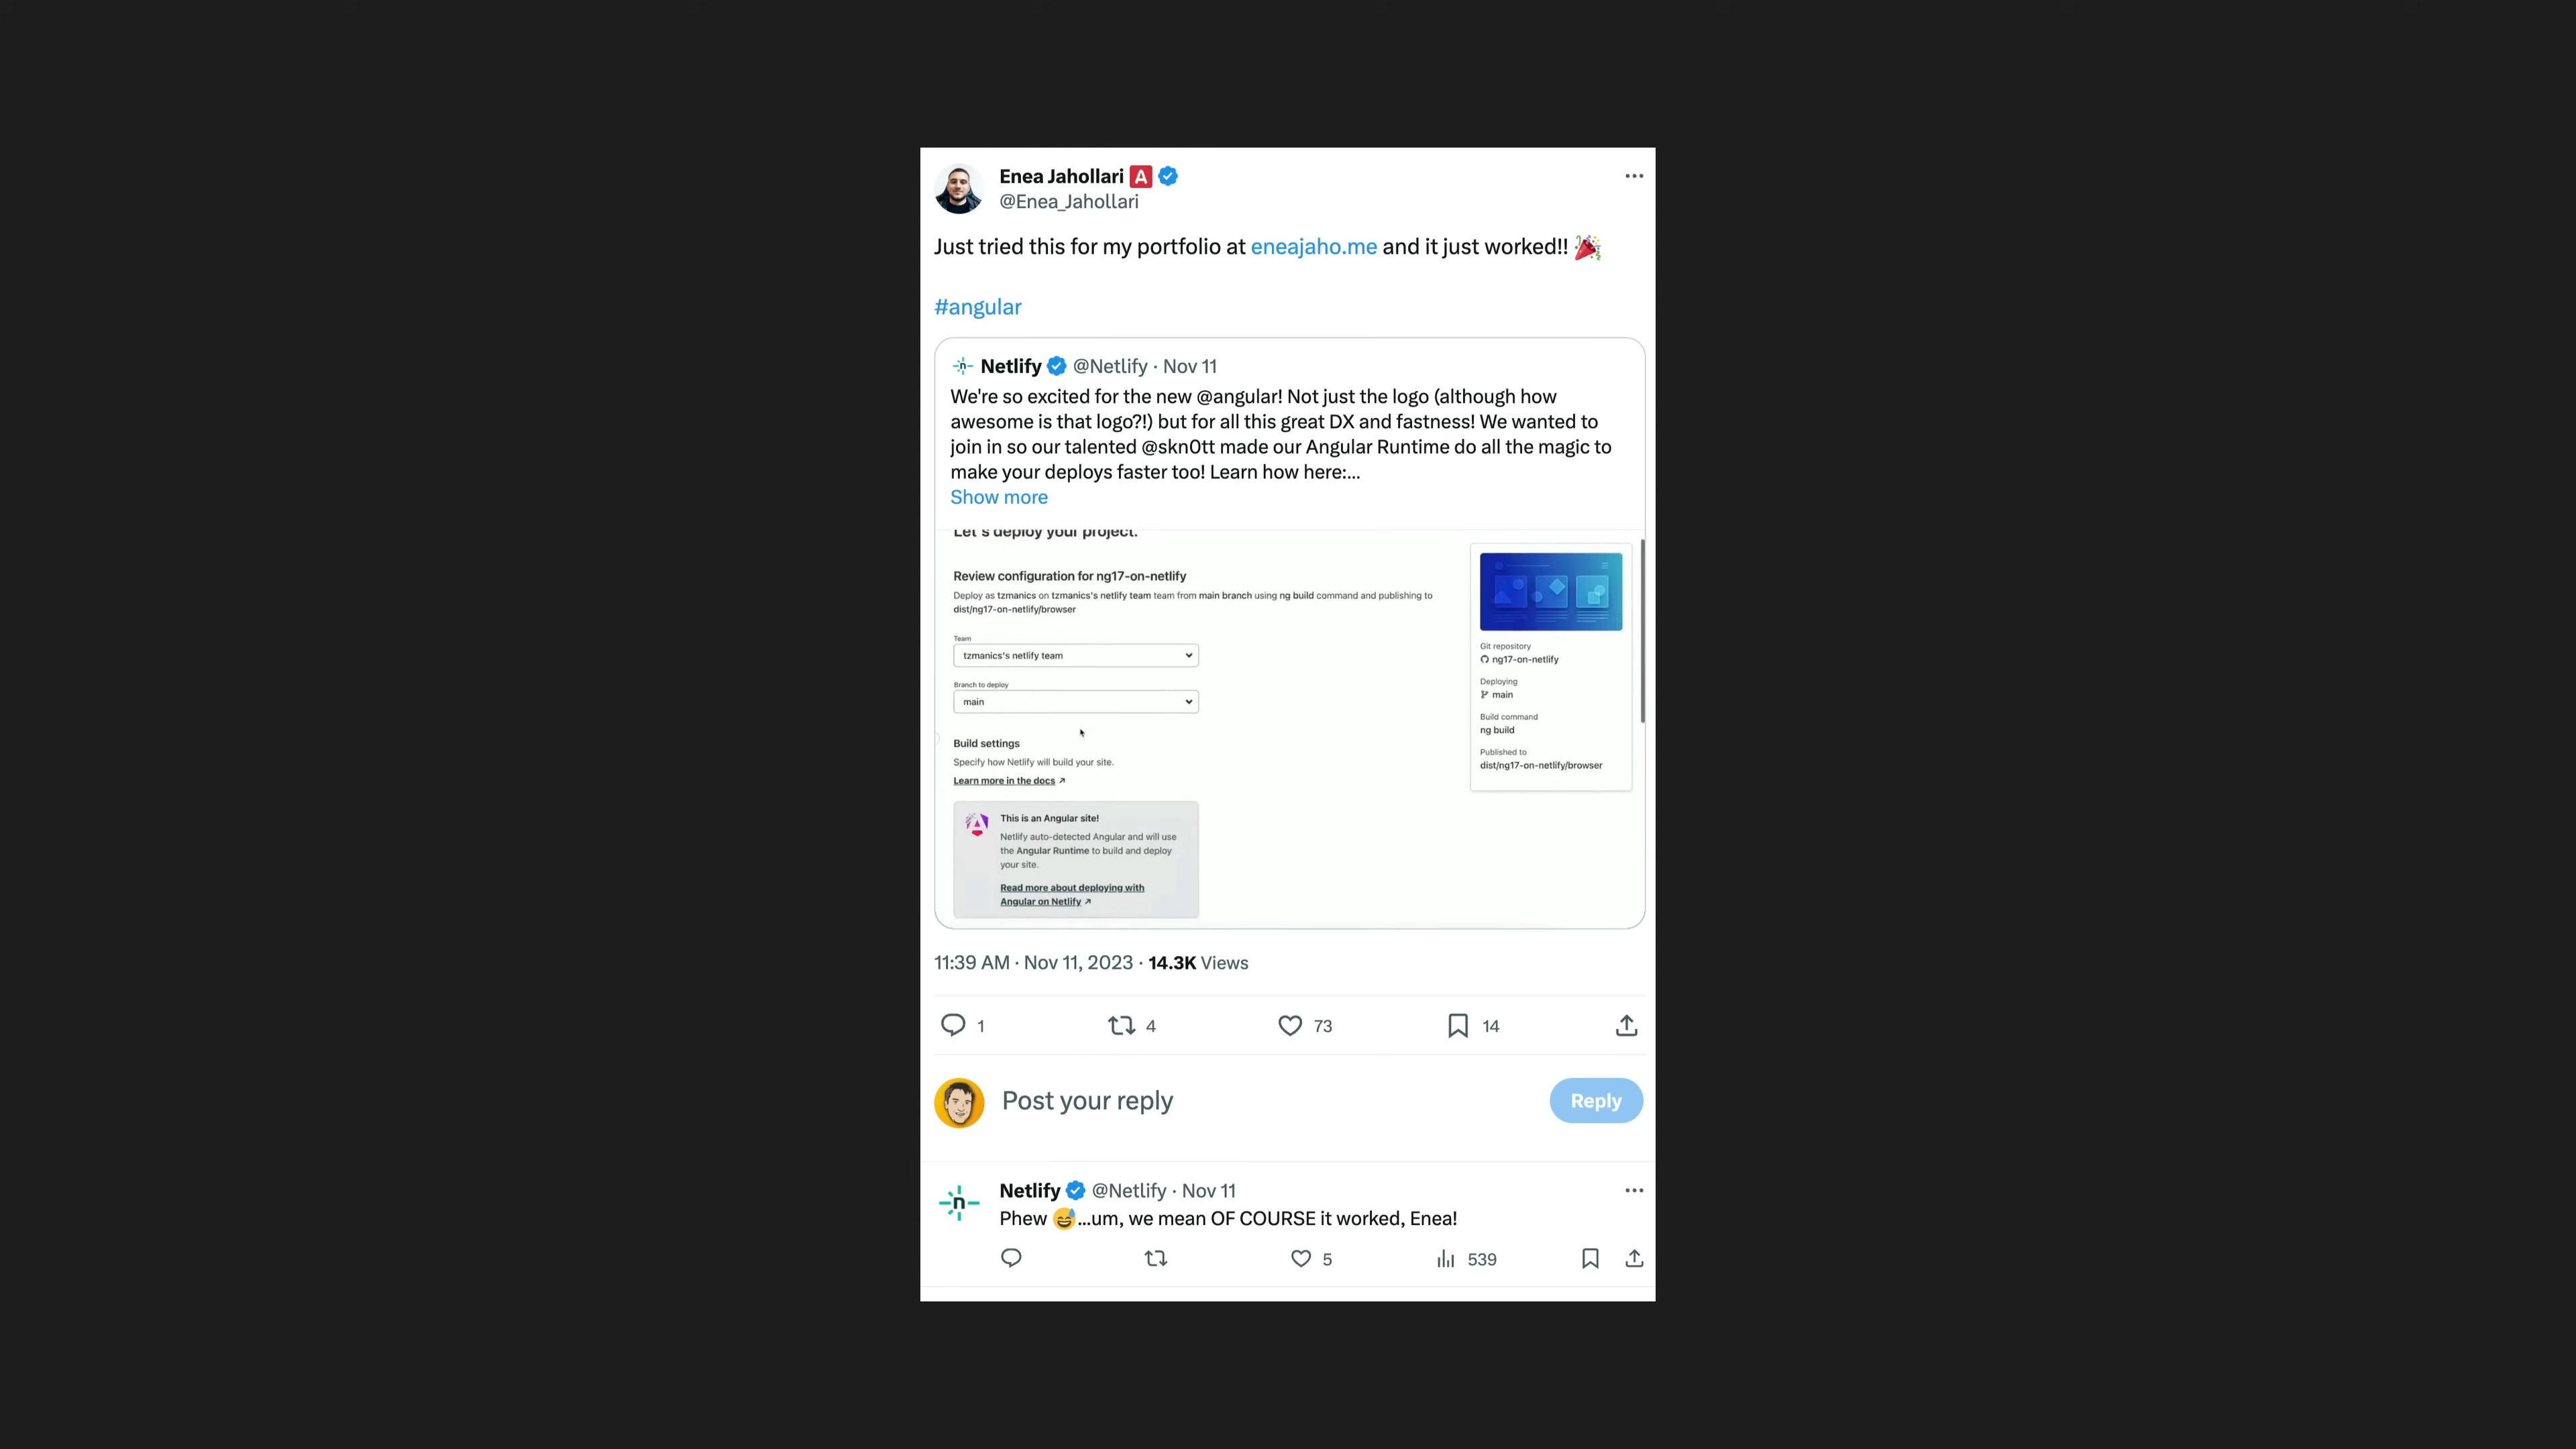 Enea Jahollari 🅰
@Enea_Jahollari
Just tried this for my portfolio at eneajaho.me and it just worked!! 🎉
#angular
Netlify @Netlify · Nov 11
We're so excited for the new @angular! Not just the logo (although how
awesome is that logo?!) but for all this great DX and fastness! We wanted to
join in so our talented @skn0tt made our Angular Runtime do all the magic to
make your deploys faster too! Learn how here:...
Show more
Let's deploy your project.
Review configuration for ng17-on-netlify
Deploy as tzmanics on tzmanics's netlify team team from main branch using ng build command and publishing to
dist/ng17-on-netlify/browser
Team
tzmanics's netlify team
Branch to deploy
main
Build settings
Specify how Netlify will build your site.
Learn more in the docs ↗
This is an Angular site!
Netlify auto-detected Angular and will use
the Angular Runtime to build and deploy
your site.
Read more about deploying with
Angular on Netlify ↗
Git repository
ng17-on-netlify
Deploying
main
Build command
ng build
Published to
dist/ng17-on-netlify/browser
11:39 AM · Nov 11, 2023 · 14.3K Views
1 4 73 14
Post your reply
Reply
Netlify @Netlify · Nov 11
Phew 😅...um, we mean OF COURSE it worked, Enea!
5 539